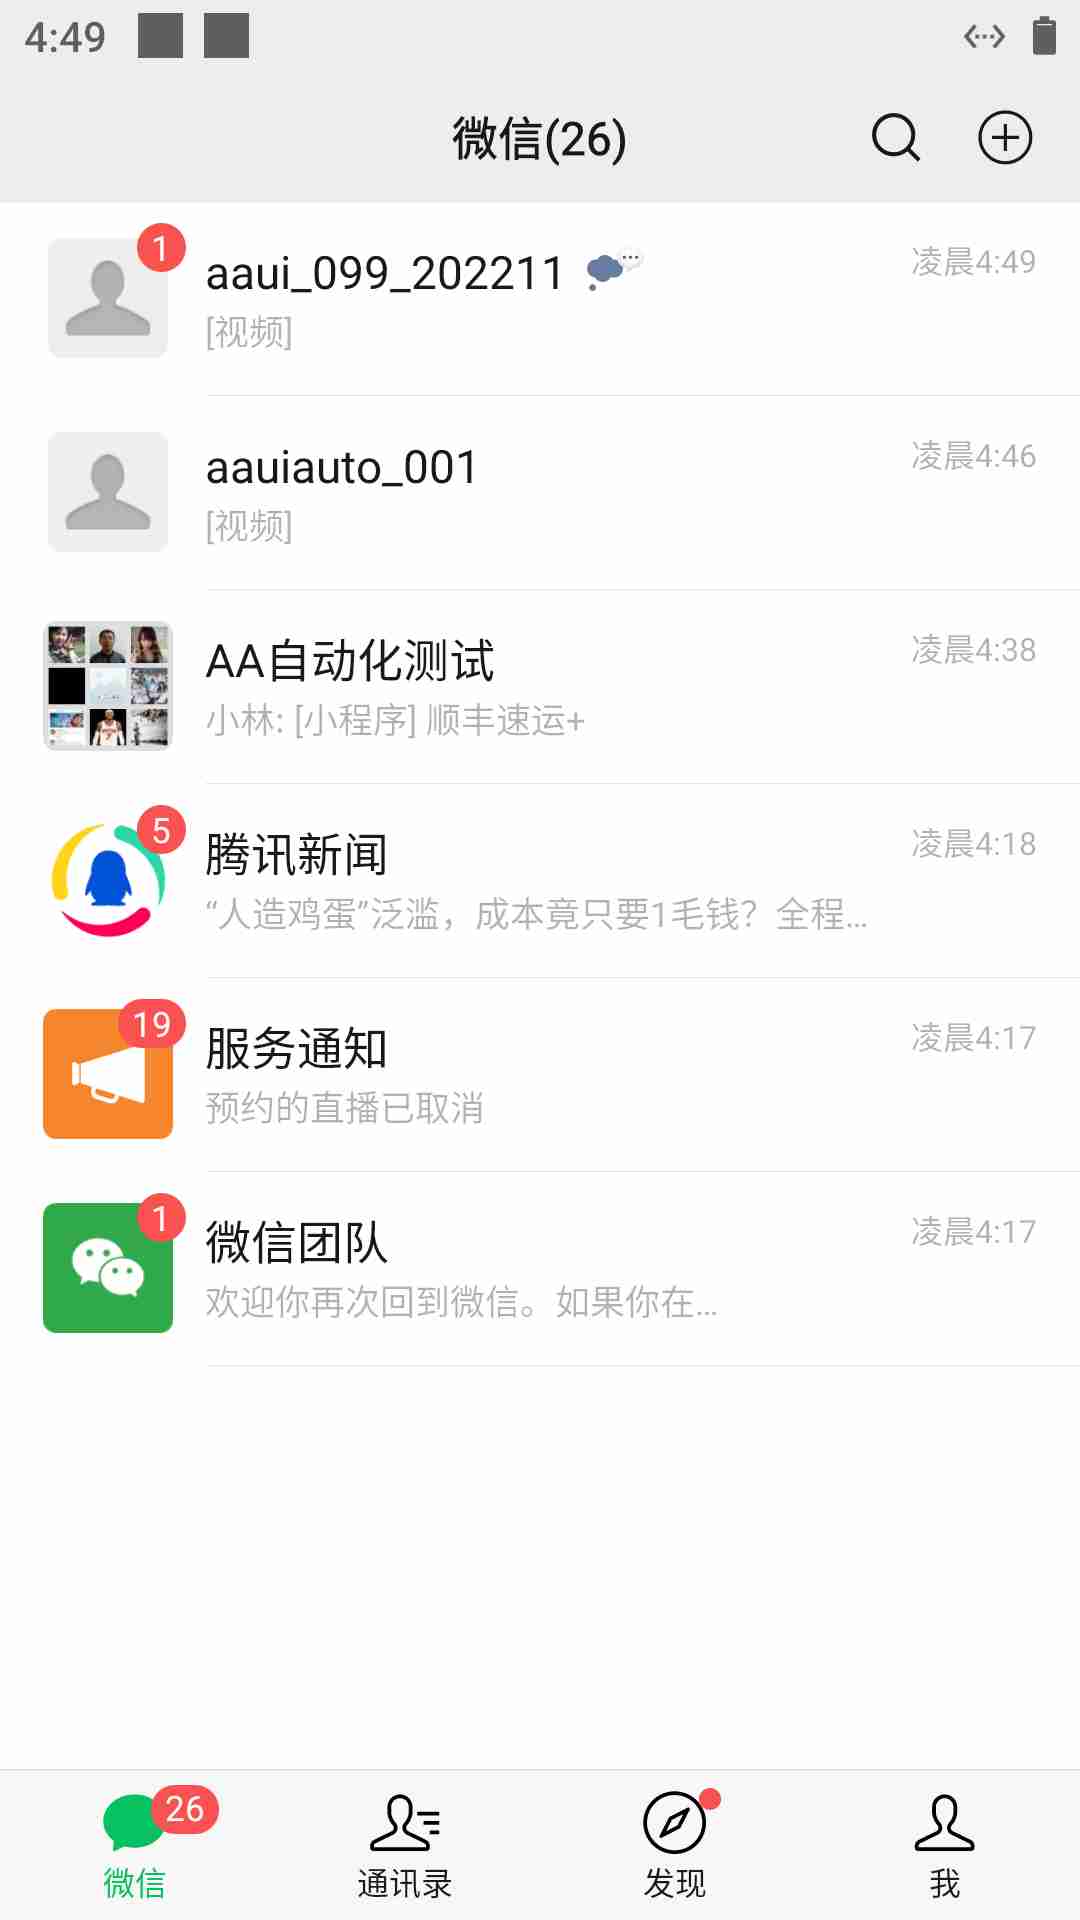 4:49
微信(26)
1
aaui_099_202211
凌晨4:49
[视频]
aauiauto_001
凌晨4:46
[视频]
AA自动化测试
凌晨4:38
小林: [小程序] 顺丰速运+
5
腾讯新闻
凌晨4:18
“人造鸡蛋”泛滥，成本竟只要1毛钱？全程...
19
服务通知
凌晨4:17
预约的直播已取消
1
微信团队
凌晨4:17
欢迎你再次回到微信。如果你在...
26
微信
通讯录
发现
我